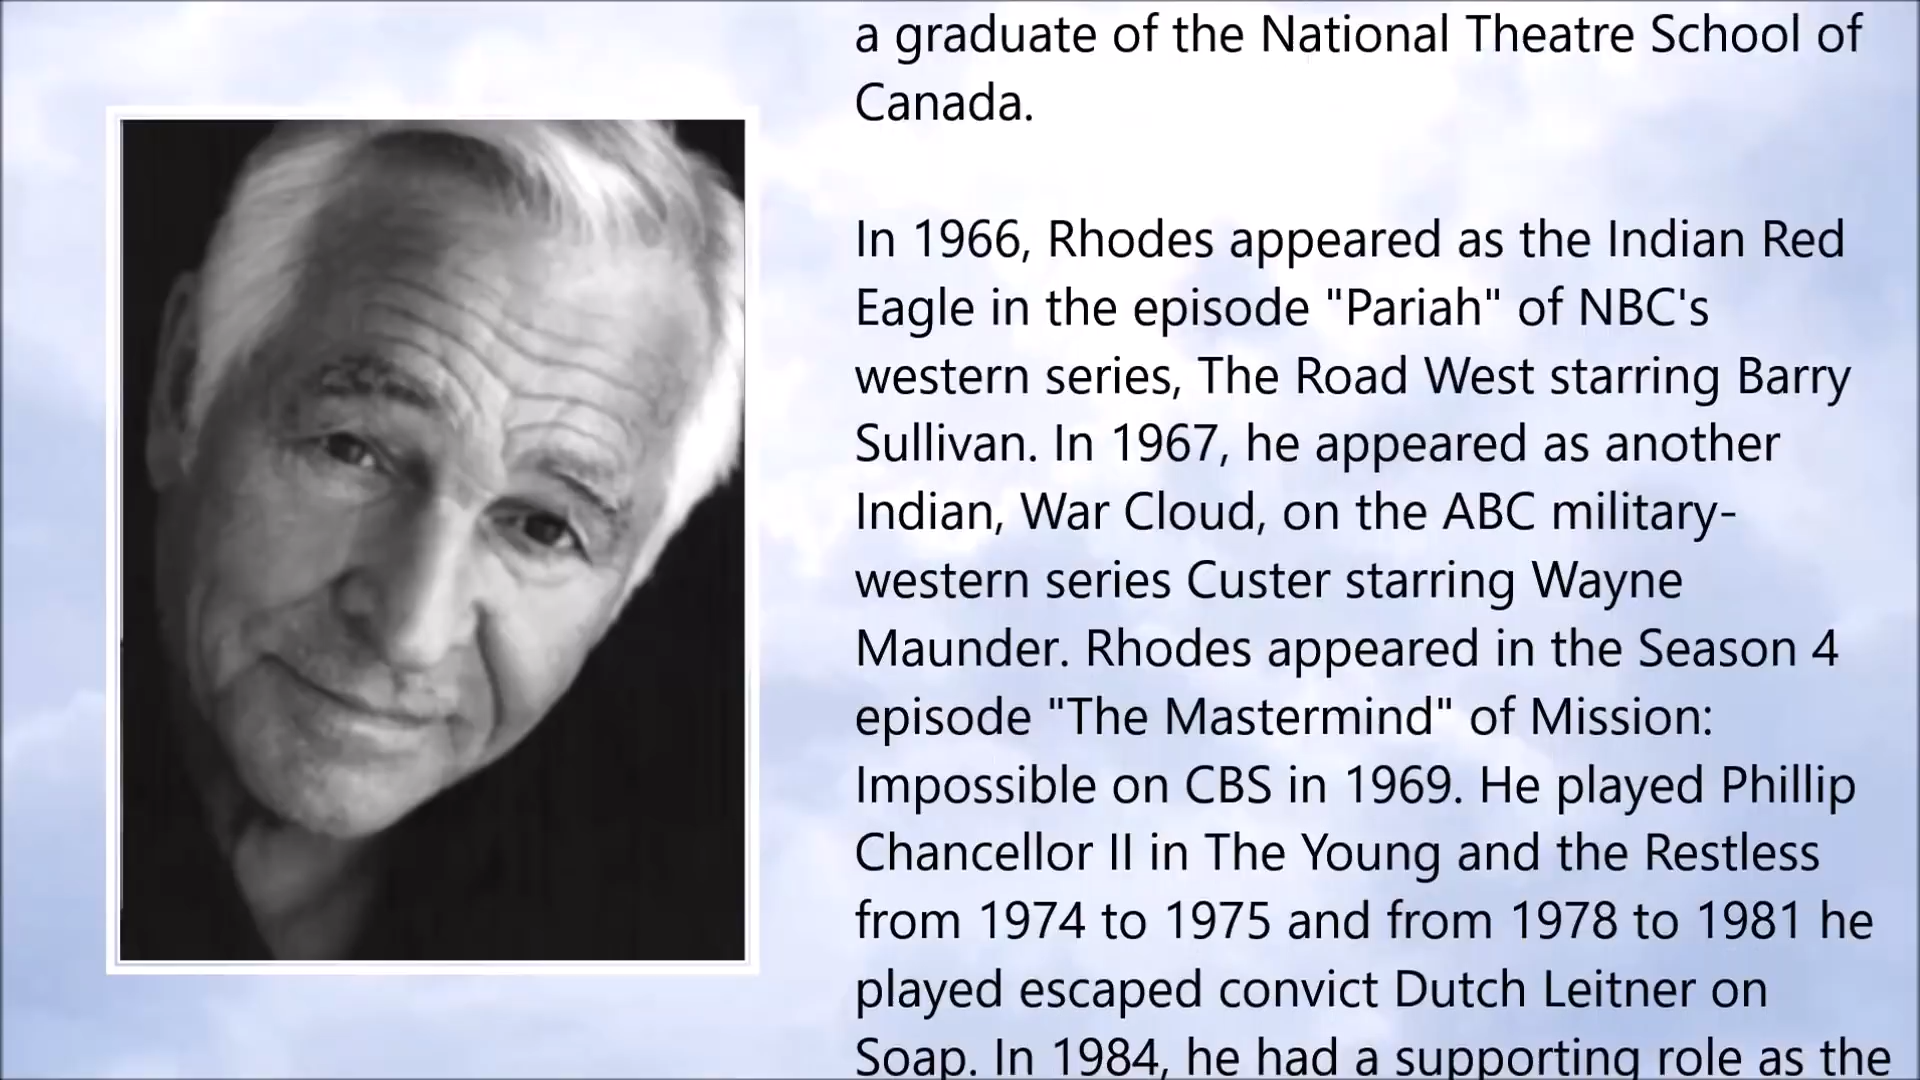 a graduate of the National Theatre School of
Canada.
In 1966, Rhodes appeared as the Indian Red
Eagle in the episode "Pariah" of NBC's
western series, The Road West starring Barry
Sullivan. In 1967, he appeared as another
Indian, War Cloud, on the ABC military-
western series Custer starring Wayne
Maunder. Rhodes appeared in the Season 4
episode "The Mastermind" of Mission:
Impossible on CBS in 1969. He played Phillip
Chancellor II in The Young and the Restless
from 1974 to 1975 and from 1978 to 1981 he
played escaped convict Dutch Leitner on
Soap. In 1984, he had a supporting role as the